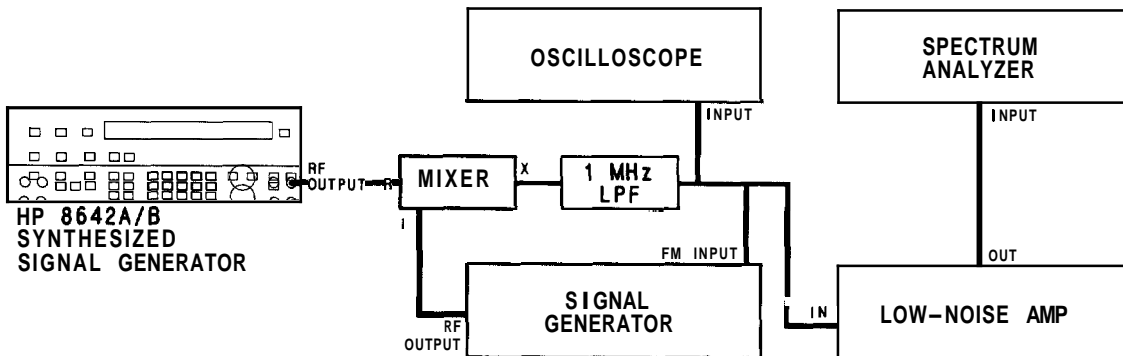 OSCILLOSCOPE
INPUT
SPECTRUM
ANALYZER
INPUT
RF
OUTPUT
R
MIXER
X
I
1 MHz
LPF
HP 8642A/B
SYNTHESIZED
SIGNAL GENERATOR
FM INPUT
SIGNAL
GENERATOR
RF
OUTPUT
OUT
IN
LOW-NOISE AMP